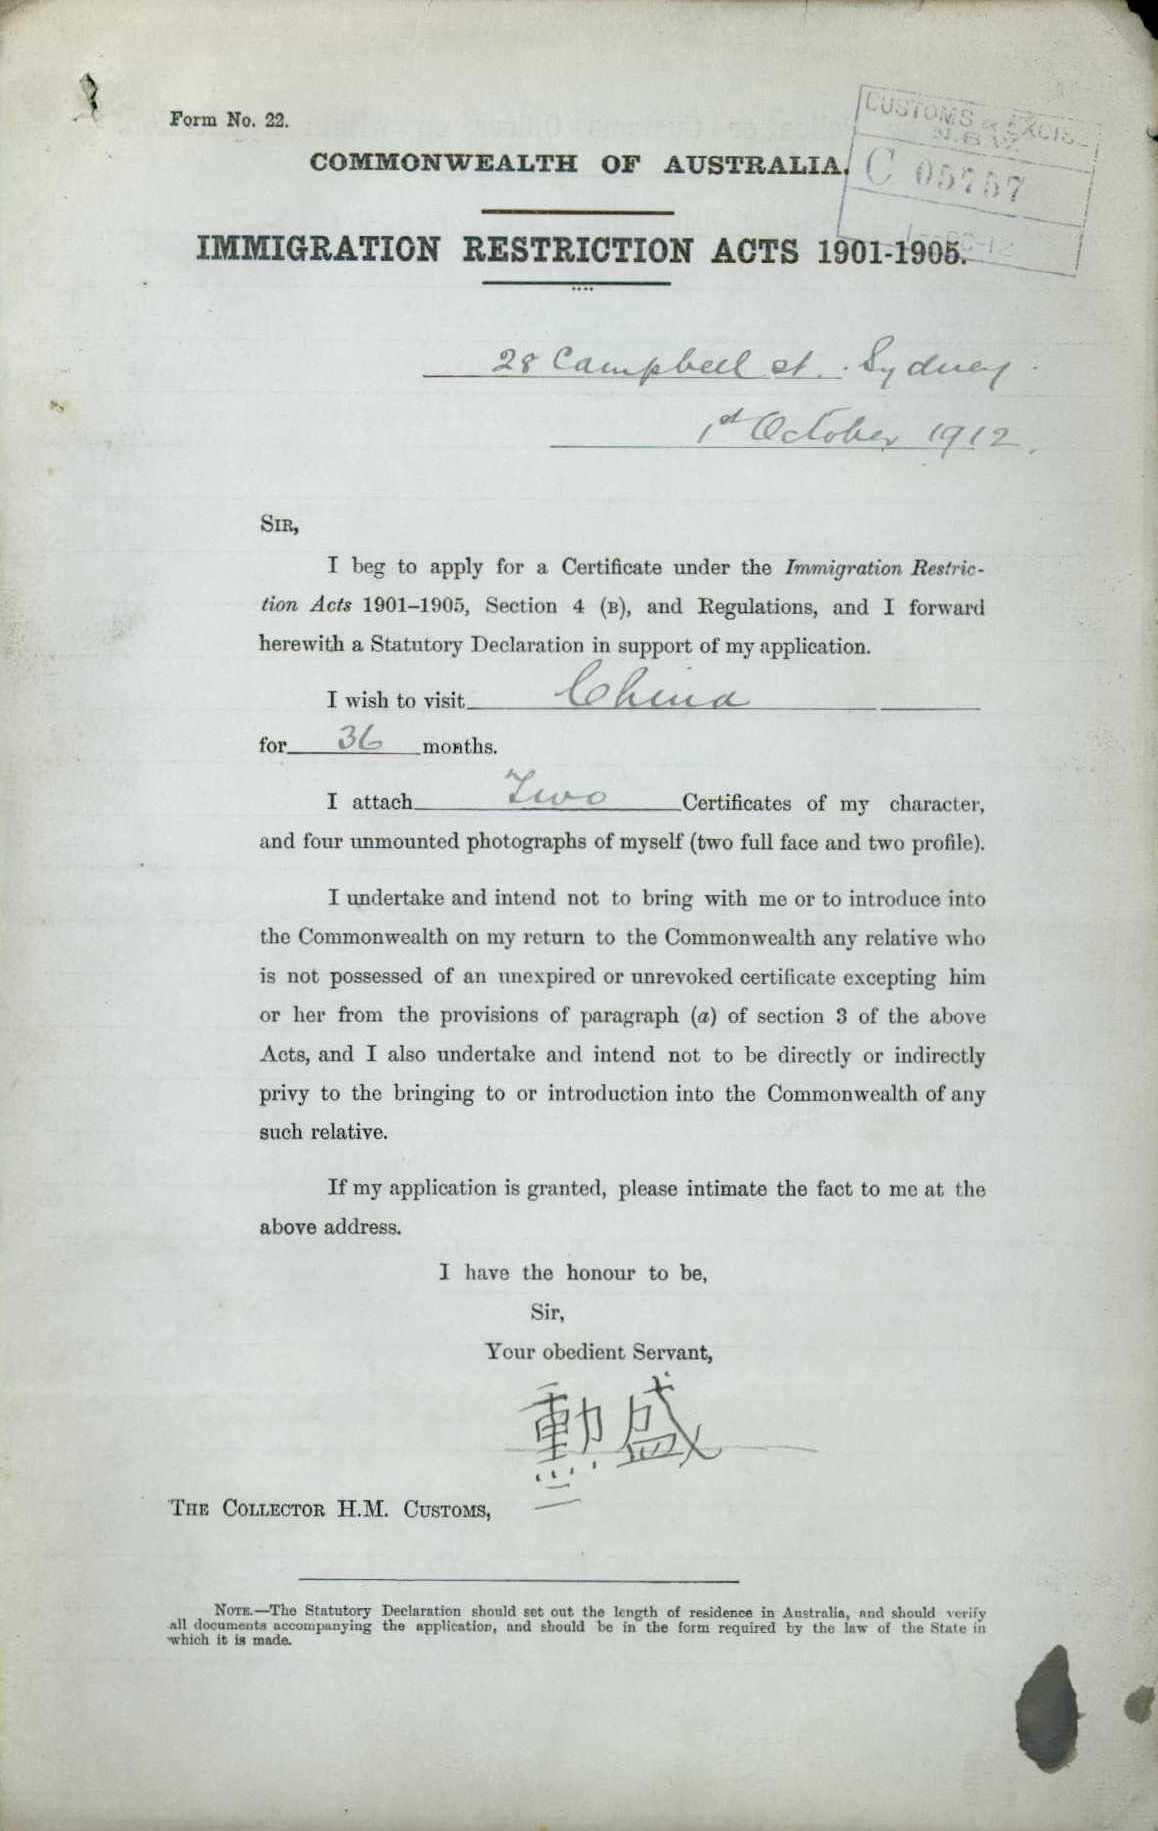 Form No. 22.
CUSTOMS & EXCISE
N.S.W.
C 05757
COMMONWEALTH OF AUSTRALIA.
IMMIGRATION RESTRICTION ACTS 1901-1905.
28 Campbell st. Sydney
1st October 1912.
SIR,
I beg to apply for a Certificate under the Immigration Restric-
tion Acts 1901–1905, Section 4 (B), and Regulations, and I forward
herewith a Statutory Declaration in support of my application.
I wish to visit China
for 36 months.
I attach Two Certificates of my character,
and four unmounted photographs of myself (two full face and two profile).
I undertake and intend not to bring with me or to introduce into
the Commonwealth on my return to the Commonwealth any relative who
is not possessed of an unexpired or unrevoked certificate excepting him
or her from the provisions of paragraph (a) of section 3 of the above
Acts, and I also undertake and intend not to be directly or indirectly
privy to the bringing to or introduction into the Commonwealth of any
such relative.
If my application is granted, please intimate the fact to me at the
above address.
I have the honour to be,
Sir,
Your obedient Servant,
勳盛
THE COLLECTOR H.M. CUSTOMS,
NOTE.—The Statutory Declaration should set out the length of residence in Australia, and should verify
all documents accompanying the application, and should be in the form required by the law of the State in
which it is made.